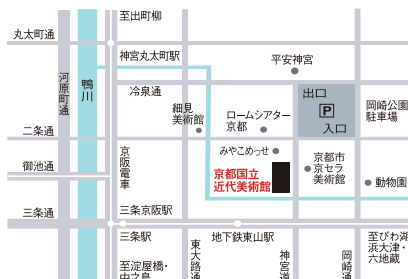 至出町柳
丸太町通
神宮丸太町駅
平安神宮
河原町通
鴨川
冷泉通
出口
P
入口
岡崎公園
駐車場
細見
美術館
ロームシアター
京都
二条通
京阪電車
みやこめっせ
京都市
京セラ
美術館
御池通
京都国立
近代美術館
動物園
三条通
三条京阪駅
三条駅
地下鉄東山駅
至びわ湖
浜大津・
六地蔵
至淀屋橋・
中之島
東大路通
神宮道
岡崎通